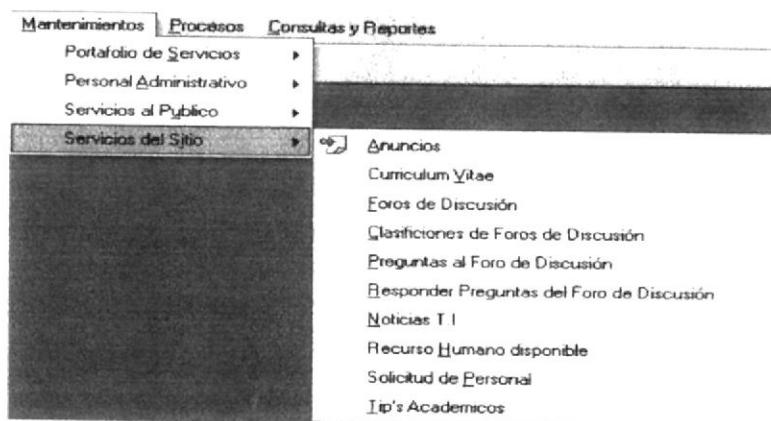 Mantenimientos Procesos Consultas y Reportes
Portafolio de Servicios
Personal Administrativo
Servicios al Publico
Servicios del Sitio
Anuncios
Curriculum Vitae
Foros de Discusión
Clasificiones de Foros de Discusión
Preguntas al Foro de Discusión
Responder Preguntas del Foro de Discusión
Noticias T.I
Recurso Humano disponible
Solicitud de Personal
Tip's Academicos